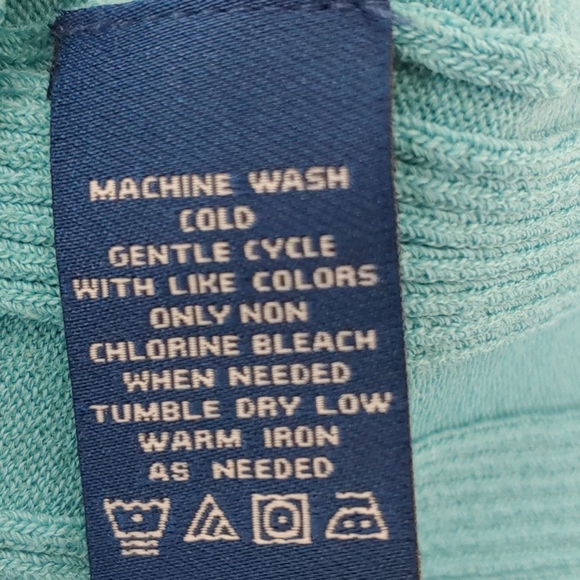 MACHINE WASH
COLD
GENTLE CYCLE
WITH LIKE COLORS
ONLY NON
CHLORINE BLEACH
WHEN NEEDED
TUMBLE DRY LOW
WARM IRON
AS NEEDED